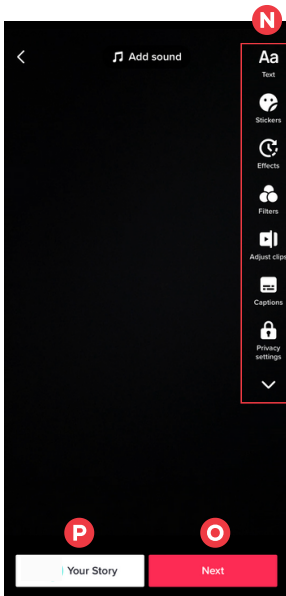 N
Add sound
Aa
Text
Stickers
Effects
Filters
Adjust clips
Captions
Privacy
settings
P
O
Your Story
Next